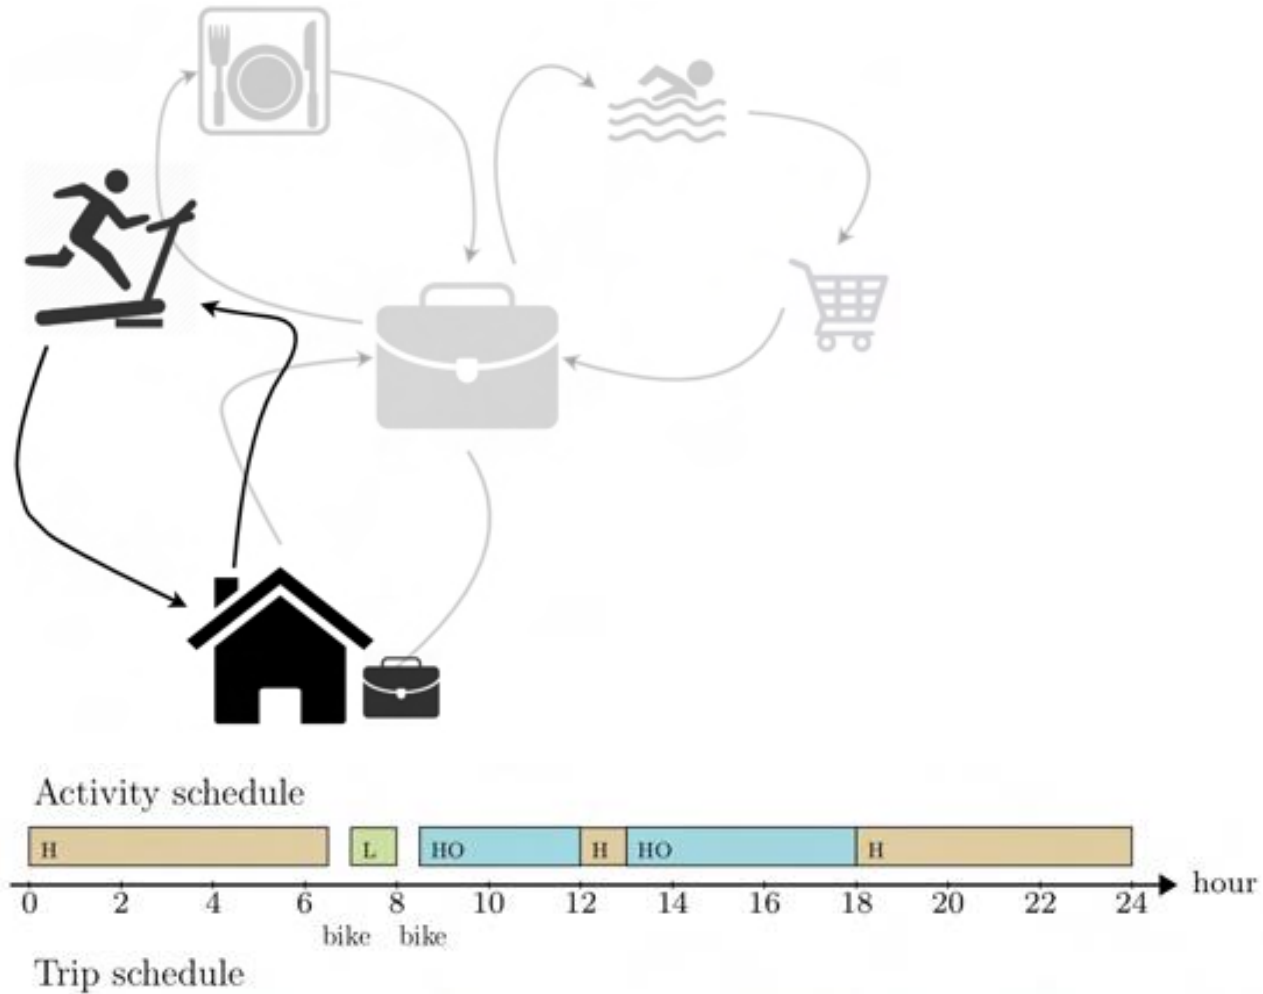 Activity schedule
H L HO H HO H
hour
0 2 4 6 8 10 12 14 16 18 20 22 24
bike bike
Trip schedule